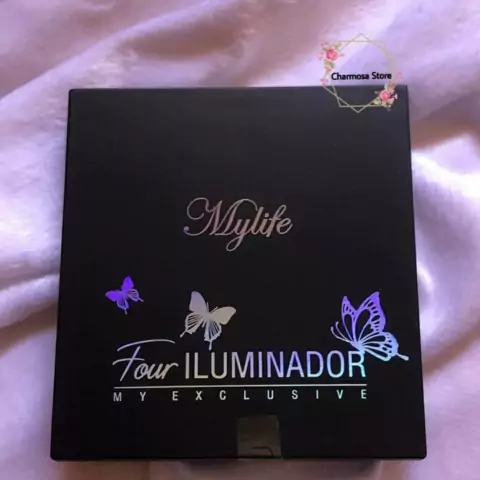 Charmosa Store
Mylife
Four ILUMINADOR
MY EXCLUSIVE